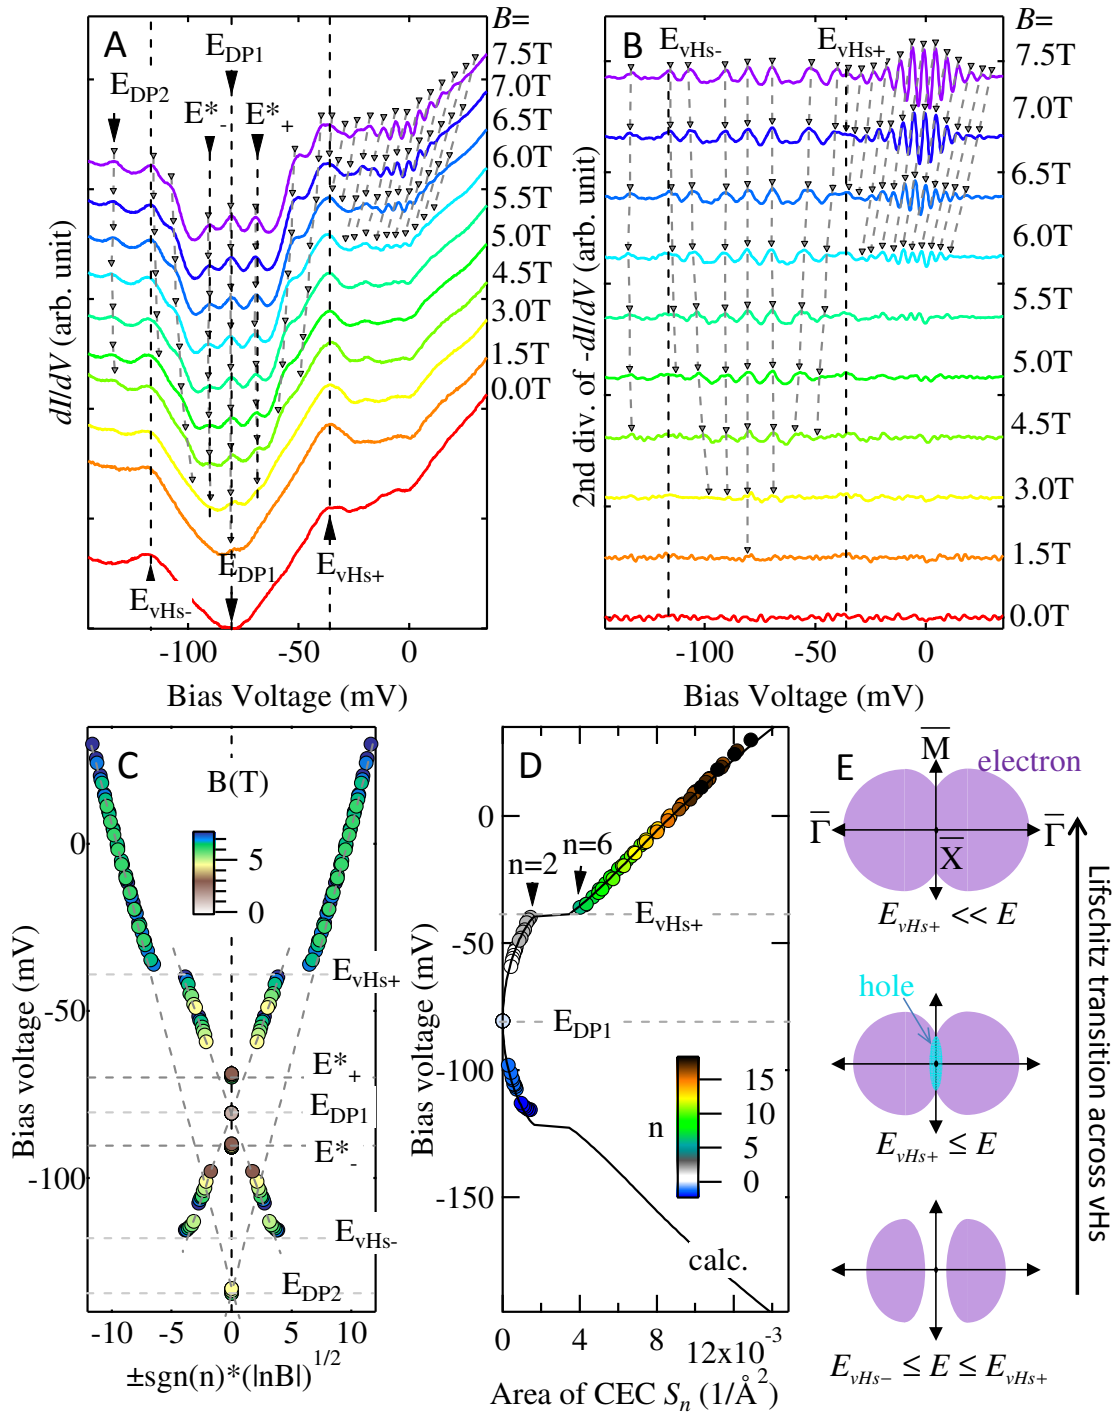 A
E_DP2
E_DP1
E*_-
E*_+
B=
7.5T
7.0T
6.5T
6.0T
5.5T
5.0T
4.5T
3.0T
1.5T
0.0T
E_vHs-
E_DP1
E_vHs+
dI/dV (arb. unit)
-100
-50
0
Bias Voltage (mV)
B
E_vHs-
E_vHs+
B=
7.5T
7.0T
6.5T
6.0T
5.5T
5.0T
4.5T
3.0T
1.5T
0.0T
2nd div. of -dI/dV (arb. unit)
-100
-50
0
Bias Voltage (mV)
C
B(T)
5
0
0
-50
-100
Bias voltage (mV)
E_vHs+
E*_+
E_DP1
E*_-
E_vHs-
E_DP2
-10
-5
0
5
10
±sgn(n)*(|nB|)^1/2
D
n=2
n=6
E_vHs+
E_DP1
n
15
10
5
0
calc.
0
-50
-100
-150
Bias voltage (mV)
0
4
8
12x10^-3
Area of CEC S_n (1/Å^2)
E
M̅
electron
Γ̅
Γ̅
X̅
E_vHs+ << E
hole
E_vHs+ ≤ E
E_vHs- ≤ E ≤ E_vHs+
Lifschitz transition across vHs